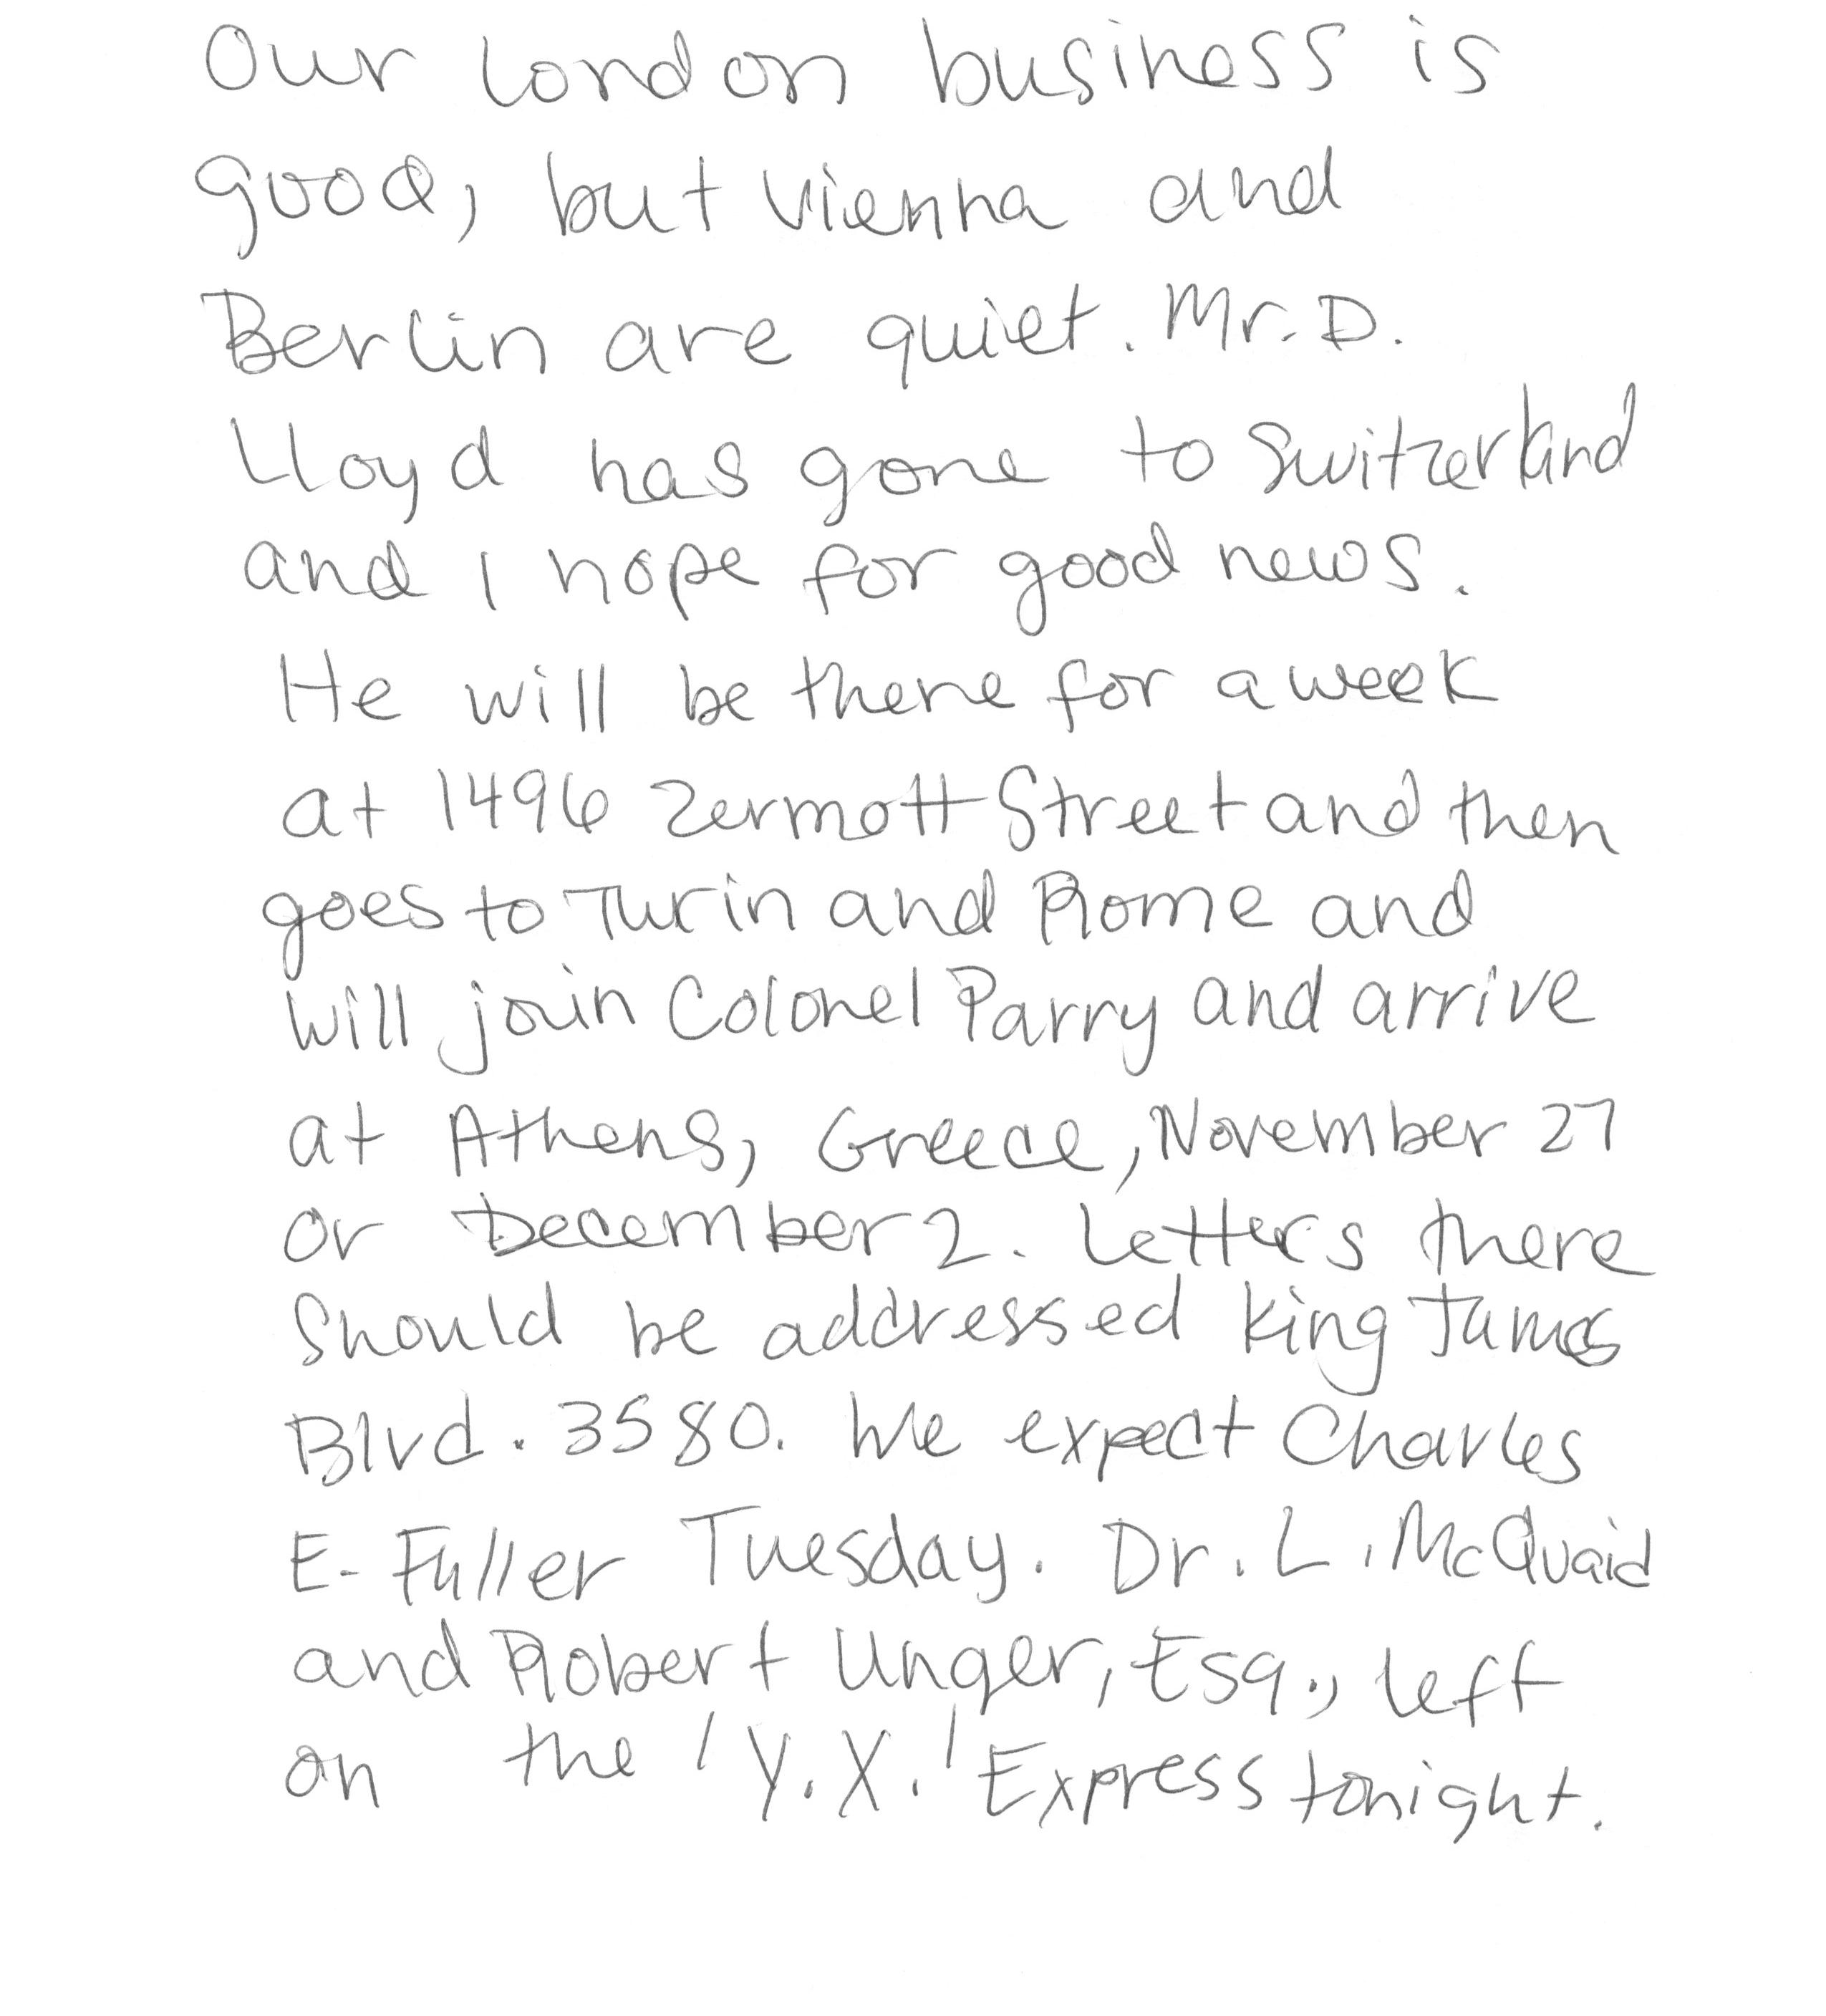 Our London business is
good, but Vienna and
Berlin are quiet. Mr. D.
Lloyd has gone to Switzerland
and I hope for good news.
He will be there for a week
at 1496 Zermott Street and then
goes to Turin and Rome and
will join Colonel Parry and arrive
at Athens, Greece, November 27
or December 2. Letters there
should be addressed King James
Blvd. 3580. We expect Charles
E. Fuller Tuesday. Dr. L. McQuaid
and Robert Unger, Esq., left
on the 'Y.X.' Express tonight.